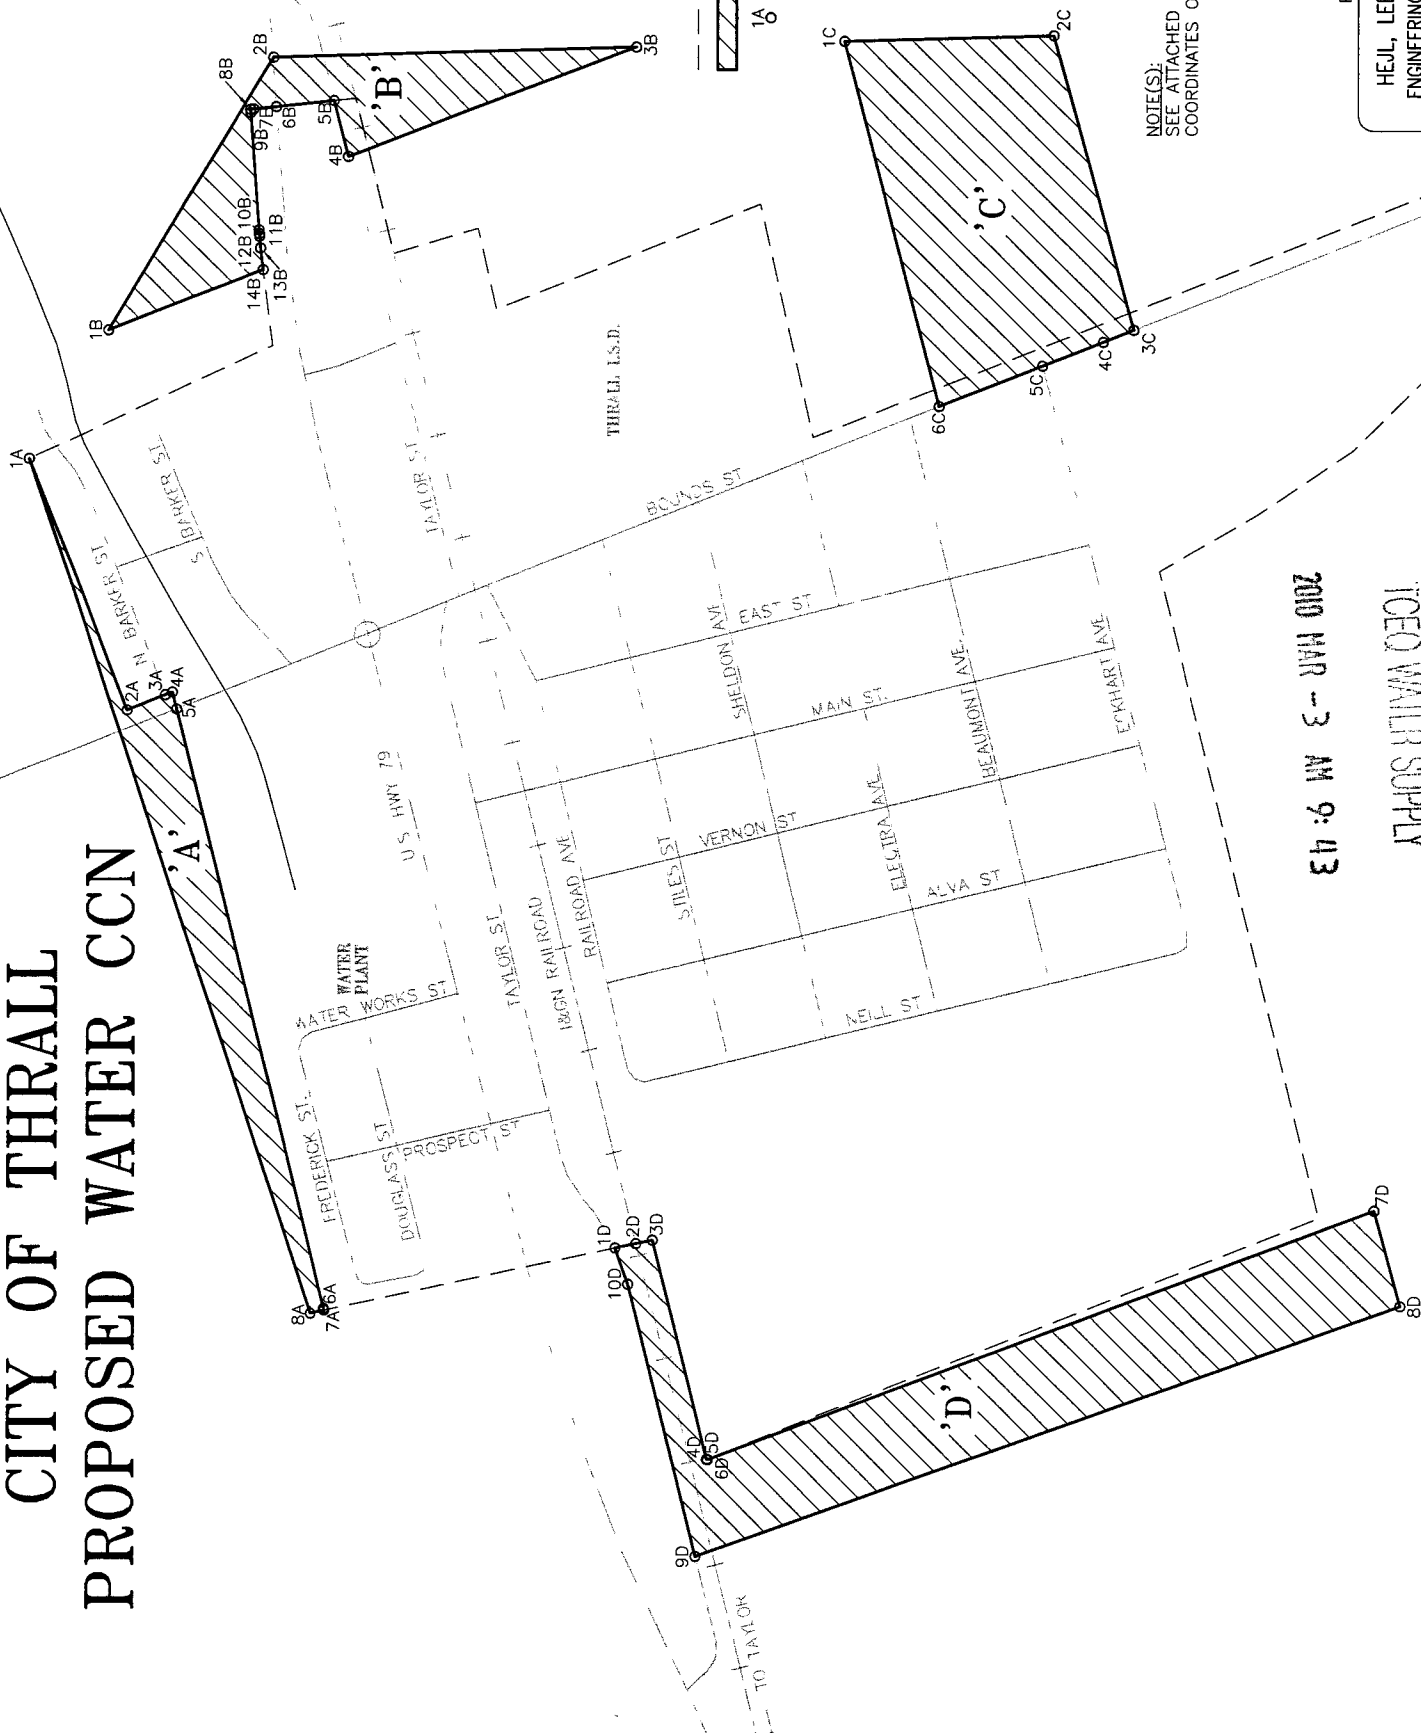 CITY OF THRALL
PROPOSED WATER CCN
1A
2A
3A
4A
5A
6A
7A
8A
'A'
N. BARKER ST.
S BARKER ST.
1B
2B
3B
4B
5B
6B
7B
8B
9B
10B
11B
12B
13B
14B
'B'
1A
1C
2C
3C
4C
5C
6C
'C'
NOTE(S):
SEE ATTACHED
COORDINATES
HEJL, LEE
ENGINEERING
THRALL I.S.D.
TAYLOR ST
BOUNDS ST
U.S. HWY 79
WATER
PLANT
WATER WORKS ST
FREDERICK ST.
DOUGLASS ST
PROSPECT ST
TAYLOR ST.
I&GN RAILROAD
RAILROAD AVE
STILES ST
VERNON ST
SHELDON AVE
EAST ST
MAIN ST.
ELECTRA AVE
ALVA ST
BEAUMONT AVE.
ECKHART AVE
NEILL ST
1D
2D
3D
4D
5D
6D
7D
8D
9D
10D
'D'
TO TAYLOR
TCEQ WATER SUPPLY
2010 MAR -3 AM 9:43